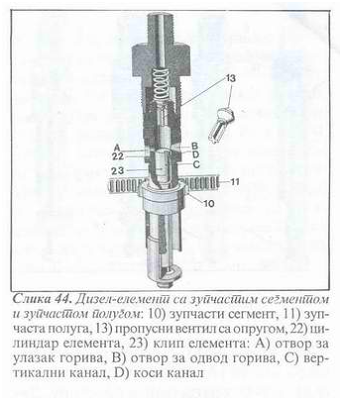 13
A
22
23
B
D
C
11
10
Слика 44. Дизел-елемент са зупчастим сегментом
и зупчастом полугом: 10) зупчасти сегмент, 11) зуп-
часта полуга, 13) пропусни вентил са опругом, 22) ци-
линдар елемента, 23) клип елемента: А) отвор за
улазак горива, В) отвор за одвод горива, С) вер-
тикални канал, D) коси канал